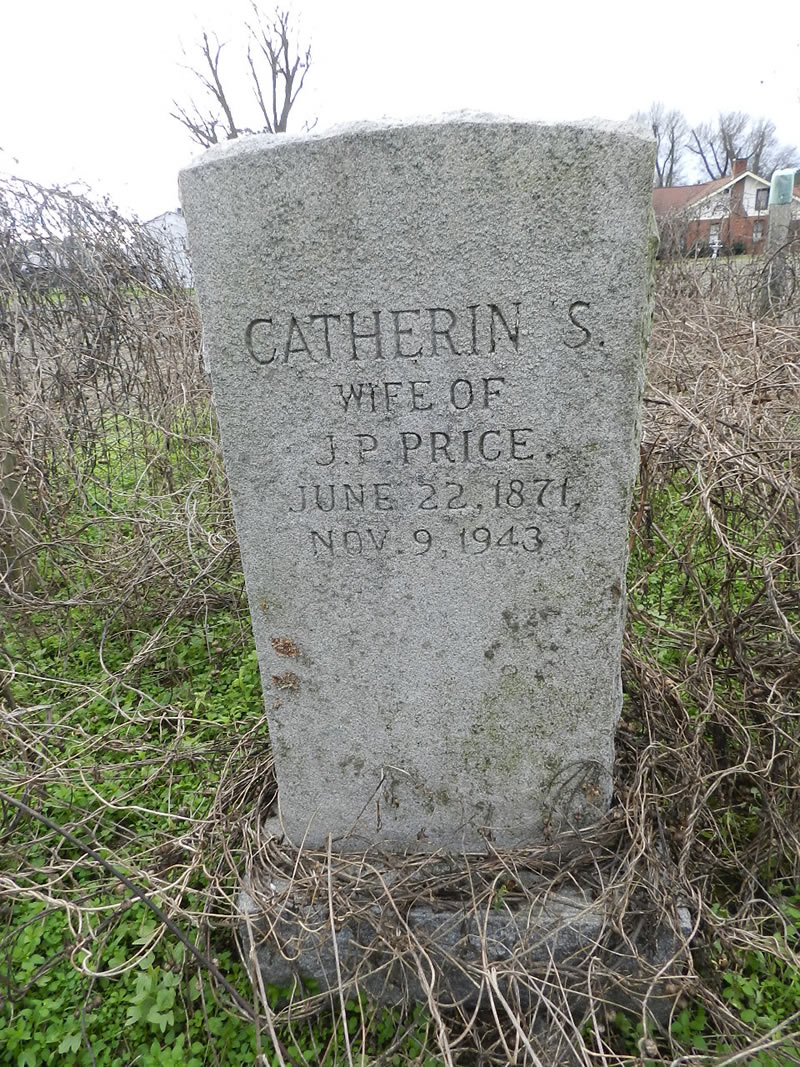 CATHERIN S.
WIFE OF
J.P. PRICE,
JUNE 22, 1871,
NOV. 9, 1943